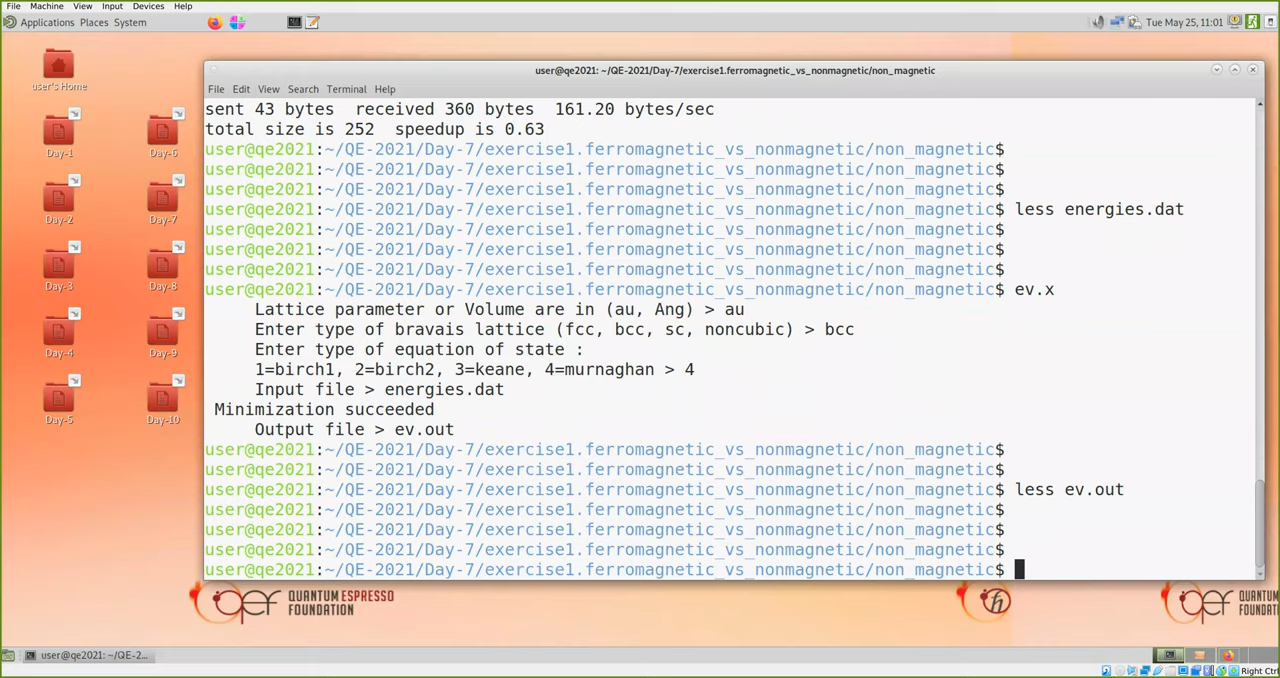 File Machine View Input Devices Help
Applications Places System
Tue May 25, 11:01
user's Home
Day-1
Day-6
Day-2
Day-7
Day-3
Day-8
Day-4
Day-9
Day-5
Day-10
user@qe2021: ~/QE-2021/Day-7/exercise1.ferromagnetic_vs_nonmagnetic/non_magnetic
File Edit View Search Terminal Help
sent 43 bytes  received 360 bytes  161.20 bytes/sec
total size is 252  speedup is 0.63
user@qe2021:~/QE-2021/Day-7/exercise1.ferromagnetic_vs_nonmagnetic/non_magnetic$
user@qe2021:~/QE-2021/Day-7/exercise1.ferromagnetic_vs_nonmagnetic/non_magnetic$
user@qe2021:~/QE-2021/Day-7/exercise1.ferromagnetic_vs_nonmagnetic/non_magnetic$
user@qe2021:~/QE-2021/Day-7/exercise1.ferromagnetic_vs_nonmagnetic/non_magnetic$ less energies.dat
user@qe2021:~/QE-2021/Day-7/exercise1.ferromagnetic_vs_nonmagnetic/non_magnetic$
user@qe2021:~/QE-2021/Day-7/exercise1.ferromagnetic_vs_nonmagnetic/non_magnetic$
user@qe2021:~/QE-2021/Day-7/exercise1.ferromagnetic_vs_nonmagnetic/non_magnetic$
user@qe2021:~/QE-2021/Day-7/exercise1.ferromagnetic_vs_nonmagnetic/non_magnetic$ ev.x
Lattice parameter or Volume are in (au, Ang) > au
Enter type of bravais lattice (fcc, bcc, sc, noncubic) > bcc
Enter type of equation of state :
1=birch1, 2=birch2, 3=keane, 4=murnaghan > 4
Input file > energies.dat
Minimization succeeded
Output file > ev.out
user@qe2021:~/QE-2021/Day-7/exercise1.ferromagnetic_vs_nonmagnetic/non_magnetic$
user@qe2021:~/QE-2021/Day-7/exercise1.ferromagnetic_vs_nonmagnetic/non_magnetic$
user@qe2021:~/QE-2021/Day-7/exercise1.ferromagnetic_vs_nonmagnetic/non_magnetic$ less ev.out
user@qe2021:~/QE-2021/Day-7/exercise1.ferromagnetic_vs_nonmagnetic/non_magnetic$
user@qe2021:~/QE-2021/Day-7/exercise1.ferromagnetic_vs_nonmagnetic/non_magnetic$
user@qe2021:~/QE-2021/Day-7/exercise1.ferromagnetic_vs_nonmagnetic/non_magnetic$
user@qe2021:~/QE-2021/Day-7/exercise1.ferromagnetic_vs_nonmagnetic/non_magnetic$
QUANTUM ESPRESSO
FOUNDATION
QUANTUM
FOUNDA
user@qe2021: ~/QE-2...
Right Ctrl